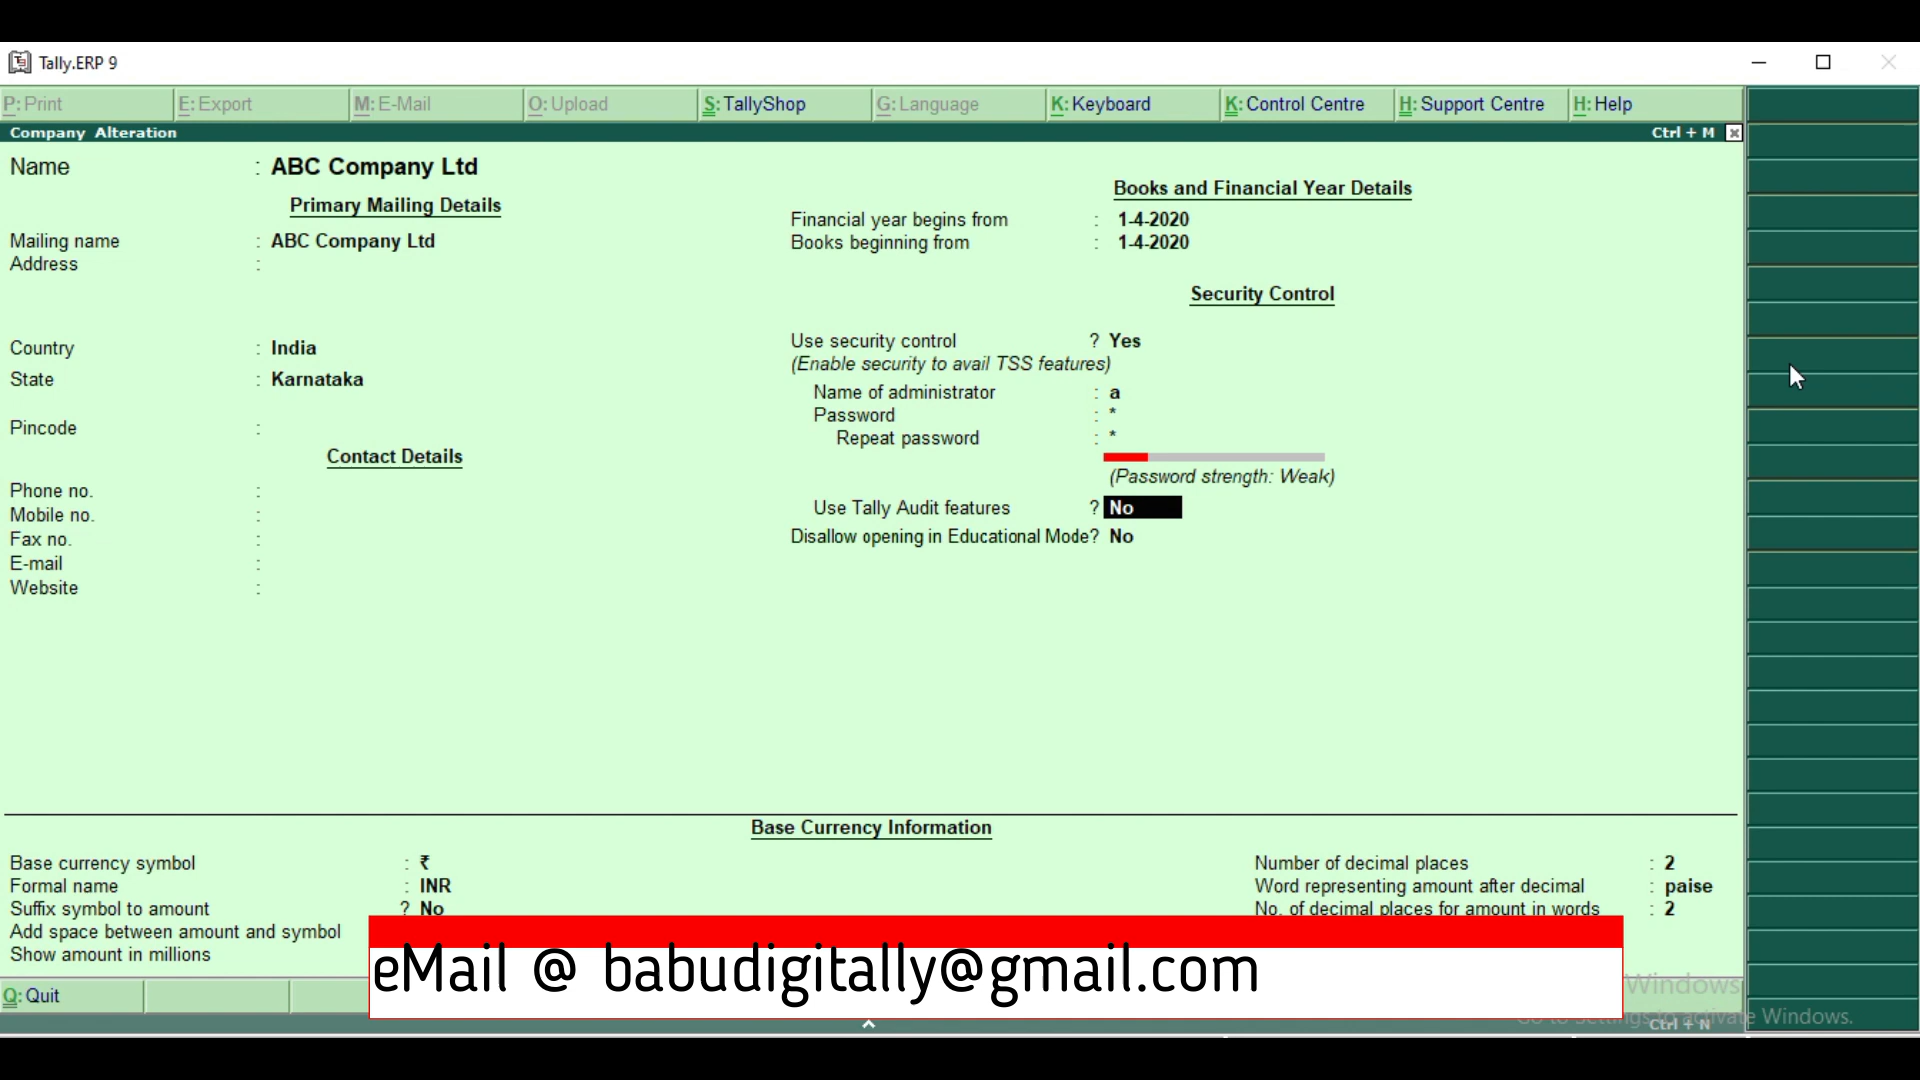 Tally.ERP 9
P: Print E: Export M: E-Mail O: Upload S: TallyShop G: Language K: Keyboard K: Control Centre H: Support Centre H: Help
Company Alteration Ctrl + M
Name : ABC Company Ltd
Primary Mailing Details
Mailing name : ABC Company Ltd
Address :
Country : India
State : Karnataka
Pincode :
Contact Details
Phone no. :
Mobile no. :
Fax no. :
E-mail :
Website :
Books and Financial Year Details
Financial year begins from : 1-4-2020
Books beginning from : 1-4-2020
Security Control
Use security control ? Yes
(Enable security to avail TSS features)
Name of administrator : a
Password : *
Repeat password : *
(Password strength: Weak)
Use Tally Audit features ? No
Disallow opening in Educational Mode? No
Base Currency Information
Base currency symbol : ₹
Formal name : INR
Suffix symbol to amount ? No
Add space between amount and symbol
Show amount in millions
Number of decimal places : 2
Word representing amount after decimal : paise
No. of decimal places for amount in words : 2
eMail @ babudigitally@gmail.com
Q: Quit
Windows
Go to Settings to activate Windows.
Ctrl + N